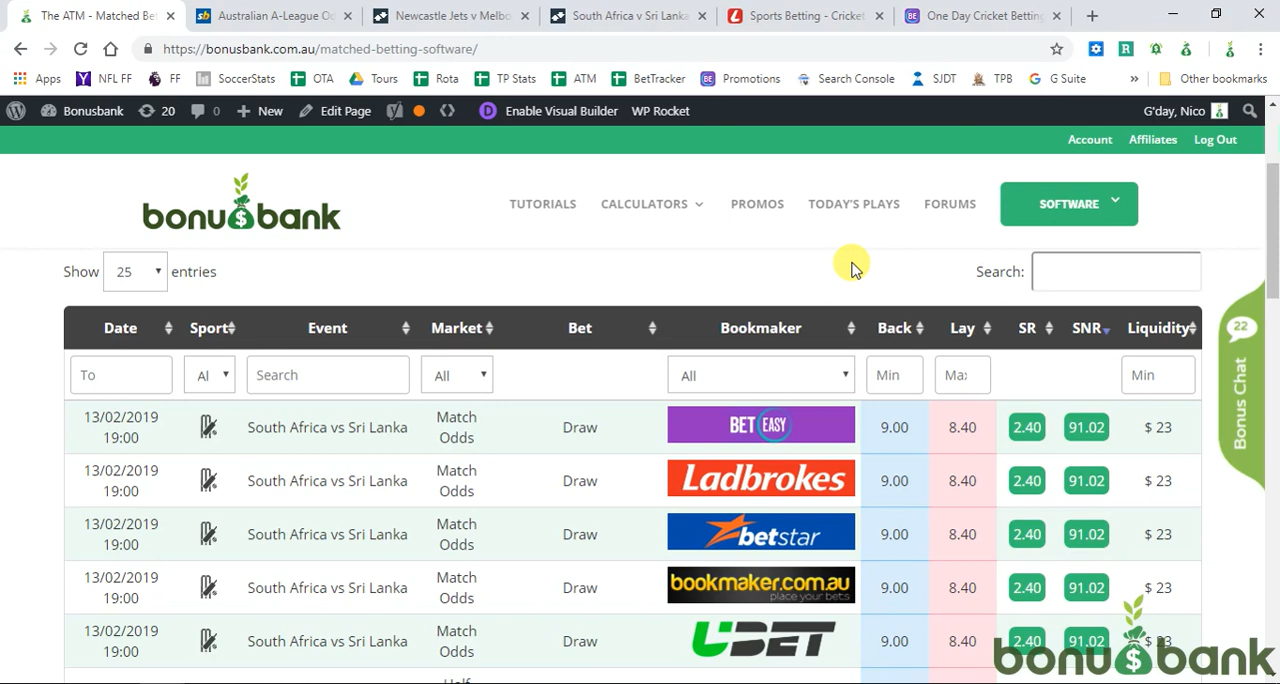 The ATM - Matched Bet
Australian A-League Od
Newcastle Jets v Melbo
South Africa v Sri Lanka
Sports Betting - Cricket
One Day Cricket Betting
https://bonusbank.com.au/matched-betting-software/
Apps NFL FF FF SoccerStats OTA Tours Rolt TP Stats ATM BetTracker Promotions Search Console SJDT TPB G Suite » Other bookmarks
Bonusbank 20 0 New Edit Page Enable Visual Builder WP Rocket G'day, Nico
Account Affiliates Log Out
bonusbank TUTORIALS CALCULATORS PROMOS TODAY'S PLAYS FORUMS SOFTWARE
Show 25 entries Search:
Date Sport Event Market Bet Bookmaker Back Lay SR SNR Liquidity
To Al Search All All Min Max Min
13/02/2019 19:00 South Africa vs Sri Lanka Match Odds Draw BET EASY 9.00 8.40 2.40 91.02 $ 23
13/02/2019 19:00 South Africa vs Sri Lanka Match Odds Draw Ladbrokes 9.00 8.40 2.40 91.02 $ 23
13/02/2019 19:00 South Africa vs Sri Lanka Match Odds Draw betstar 9.00 8.40 2.40 91.02 $ 23
13/02/2019 19:00 South Africa vs Sri Lanka Match Odds Draw bookmaker.com.au place your bets 9.00 8.40 2.40 91.02 $ 23
13/02/2019 19:00 South Africa vs Sri Lanka Match Odds Draw UBET 9.00 8.40 2.40 91.02 $ 23
Half
22 Bonus Chat
bonusbank